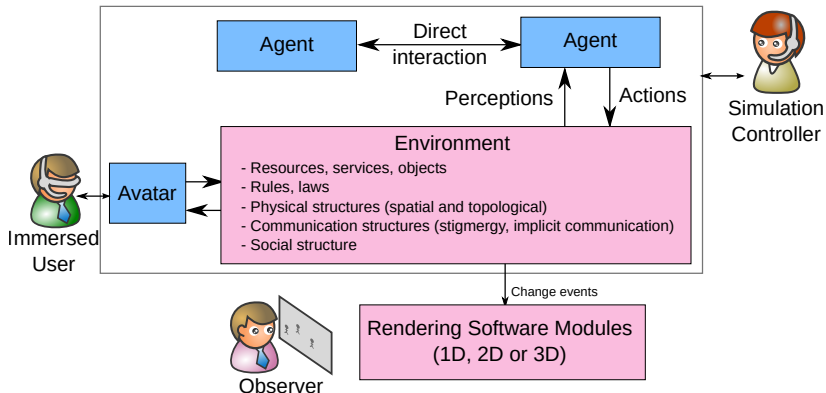 Agent
Direct
interaction
Agent
Perceptions
Actions
Simulation
Controller
Environment
- Resources, services, objects
- Rules, laws
- Physical structures (spatial and topological)
- Communication structures (stigmergy, implicit communication)
- Social structure
Avatar
Immersed
User
Change events
Rendering Software Modules
(1D, 2D or 3D)
Observer